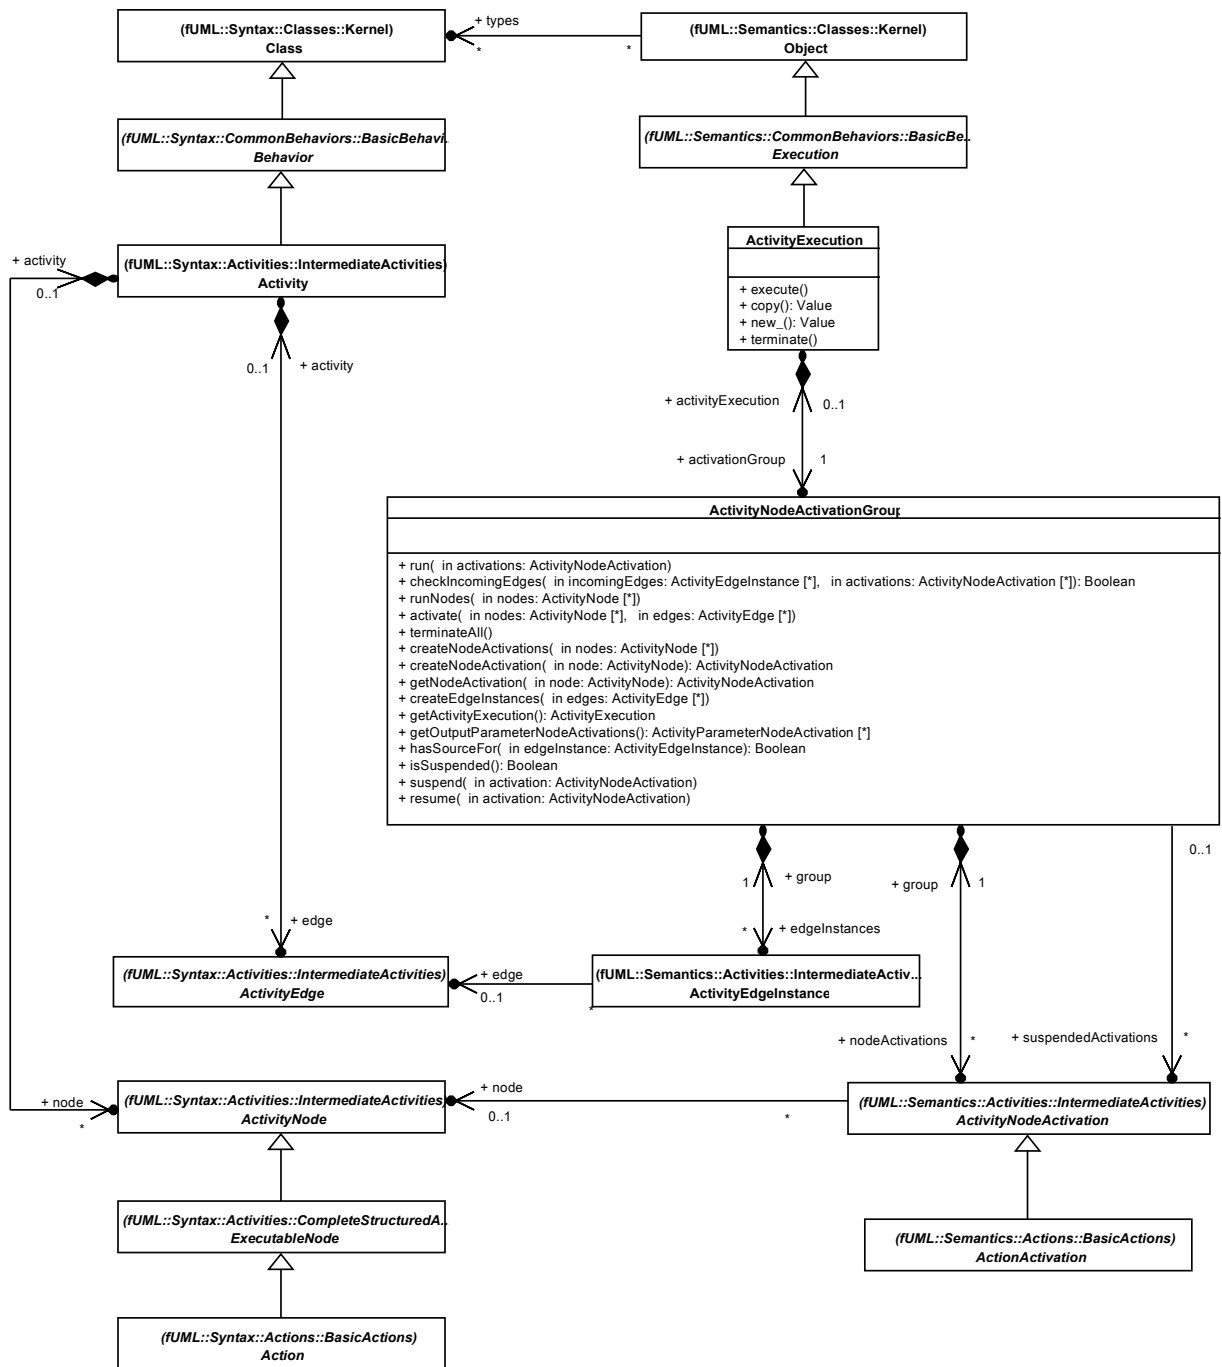 (fUML::Syntax::Classes::Kernel)
Class
+ types
*
*
(fUML::Semantics::Classes::Kernel)
Object
(fUML::Syntax::CommonBehaviors::BasicBehavi..
Behavior
(fUML::Semantics::CommonBehaviors::BasicBe..
Execution
+ activity
0..1
(fUML::Syntax::Activities::IntermediateActivities)
Activity
ActivityExecution
+ execute()
+ copy(): Value
+ new_(): Value
+ terminate()
0..1
+ activity
+ activityExecution
0..1
+ activationGroup
1
ActivityNodeActivationGroup
+ run( in activations: ActivityNodeActivation)
+ checkIncomingEdges( in incomingEdges: ActivityEdgeInstance [*], in activations: ActivityNodeActivation [*]): Boolean
+ runNodes( in nodes: ActivityNode [*])
+ activate( in nodes: ActivityNode [*], in edges: ActivityEdge [*])
+ terminateAll()
+ createNodeActivations( in nodes: ActivityNode [*])
+ createNodeActivation( in node: ActivityNode): ActivityNodeActivation
+ getNodeActivation( in node: ActivityNode): ActivityNodeActivation
+ createEdgeInstances( in edges: ActivityEdge [*])
+ getActivityExecution(): ActivityExecution
+ getOutputParameterNodeActivations(): ActivityParameterNodeActivation [*]
+ hasSourceFor( in edgeInstance: ActivityEdgeInstance): Boolean
+ isSuspended(): Boolean
+ suspend( in activation: ActivityNodeActivation)
+ resume( in activation: ActivityNodeActivation)
0..1
1
+ group
+ group
1
*
+ edge
*
+ edgeInstances
(fUML::Syntax::Activities::IntermediateActivities)
ActivityEdge
+ edge
0..1
*
(fUML::Semantics::Activities::IntermediateActiv...
ActivityEdgeInstance
+ nodeActivations
*
+ suspendedActivations
*
+ node
*
(fUML::Syntax::Activities::IntermediateActivities)
ActivityNode
+ node
0..1
*
(fUML::Semantics::Activities::IntermediateActivities)
ActivityNodeActivation
(fUML::Syntax::Activities::CompleteStructuredA..
ExecutableNode
(fUML::Semantics::Actions::BasicActions)
ActionActivation
(fUML::Syntax::Actions::BasicActions)
Action